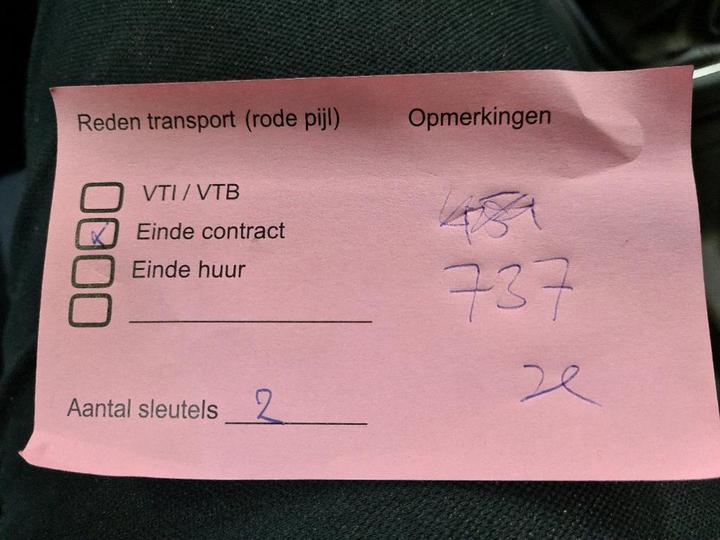 Reden transport (rode pijl)
Opmerkingen
VTI / VTB
Einde contract
Einde huur
Aantal sleutels 2
737